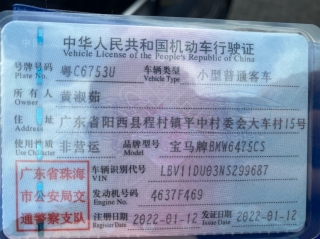 中华人民共和国机动车行驶证
Vehicle License of the People's Republic of China
号牌号码 粤C6753U 车辆类型 小型普通客车
Plate No. Vehicle Type
所有人 黄淑茹
Owner
住址 广东省阳西县程村镇平中村委会大车村15号
Address
使用性质 非营运 品牌型号 宝马牌BMW6475CS
Use Character Model
广东省珠海 车辆识别代号 LBV11DU03NS299687
VIN
市公安局交 发动机号码 4637F469
Engine No.
通警察支队 注册日期 2022-01-12 发证日期 2022-01-12
Register Date Issue Date